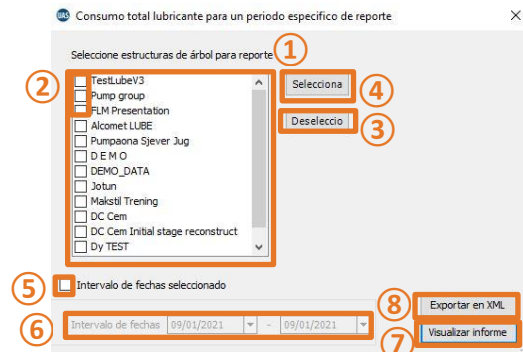 UAS Consumo total lubricante para un periodo especifico de reporte
Seleccione estructuras de árbol para reporte 1
2 TestLubeV3
Pump group
FLM Presentation
Alcomet LUBE
Pumpaona Sjever Jug
D E M O
DEMO_DATA
Jotun
Makstil Trening
DC Cem
DC Cem Initial stage reconstruct
Dy TEST
Selecciona 4
Deseleccio 3
5 Intervalo de fechas seleccionado
6 Intervalo de fechas 09/01/2021 - 09/01/2021
8 Exportar en XML
7 Visualizar informe